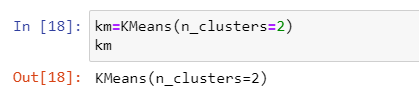 In [18]: km=KMeans(n_clusters=2)
km
Out[18]: KMeans(n_clusters=2)